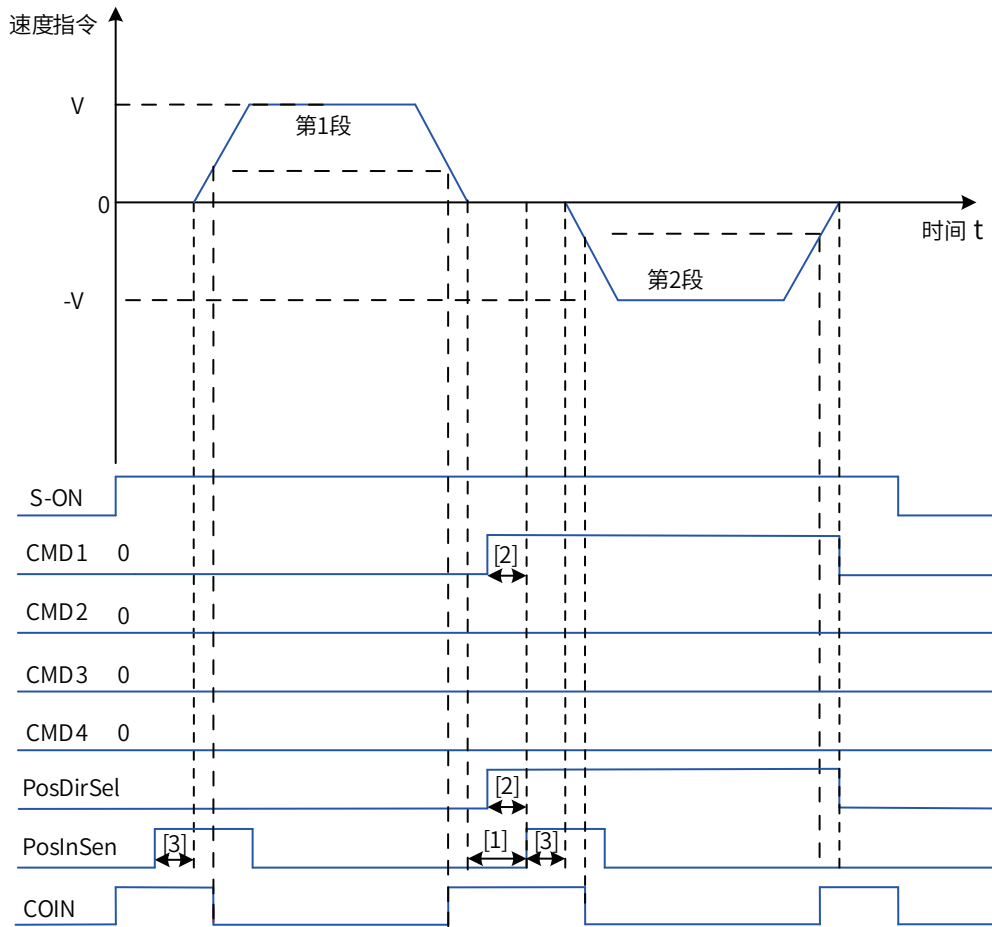 速度指令
V
第1段
0
时间 t
第2段
-V
S-ON
CMD1 0
[2]
CMD2 0
CMD3 0
CMD4 0
PosDirSel
[2]
PosInSen
[3]
[1]
[3]
COIN